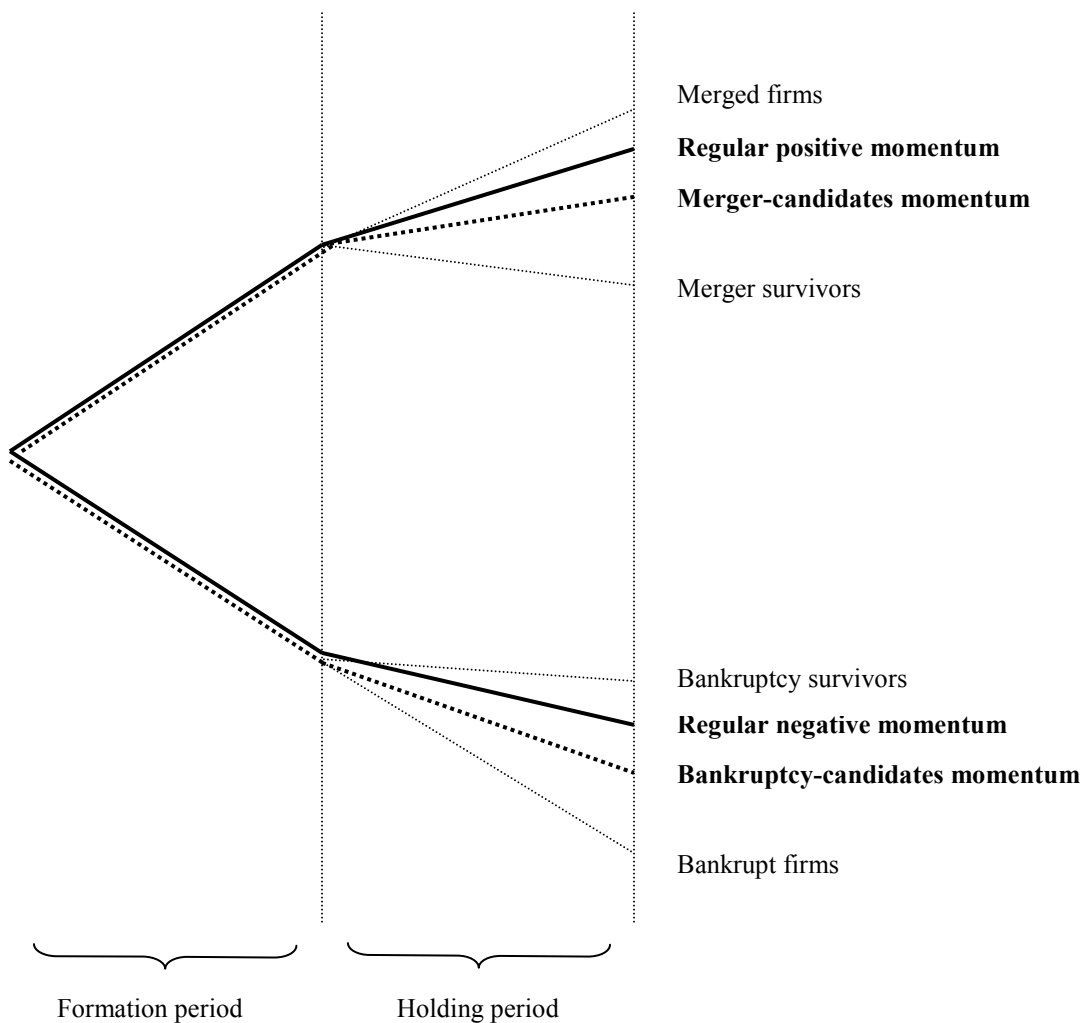 Merged firms
Regular positive momentum
Merger-candidates momentum
Merger survivors
Bankruptcy survivors
Regular negative momentum
Bankruptcy-candidates momentum
Bankrupt firms
Formation period
Holding period